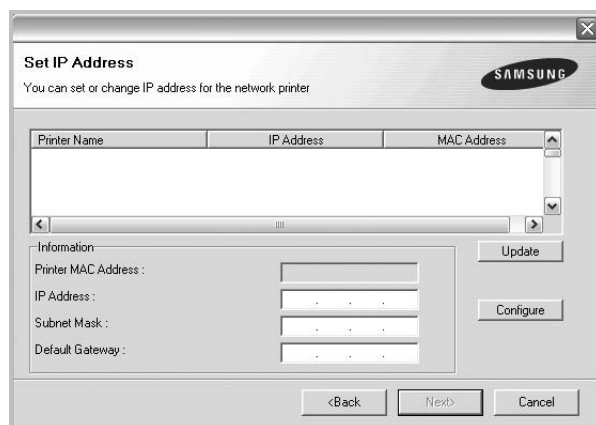 Set IP Address
You can set or change IP address for the network printer
SAMSUNG
Printer Name IP Address MAC Address
Information
Printer MAC Address :
IP Address :
Subnet Mask :
Default Gateway :
Update
Configure
<Back Next> Cancel